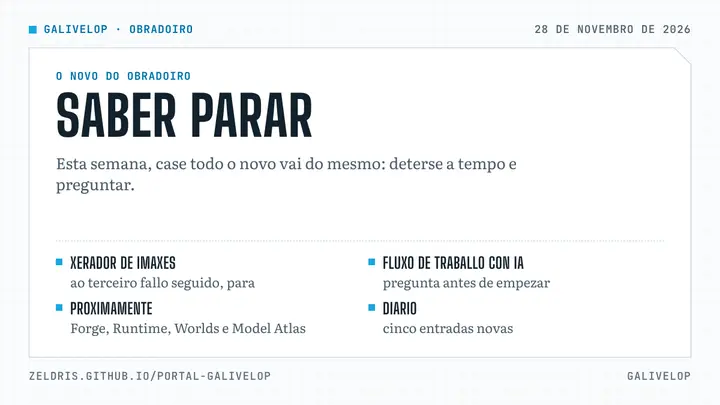 GALIVELOP · OBRADOIRO
28 DE NOVEMBRO DE 2026
O NOVO DO OBRADOIRO
SABER PARAR
Esta semana, case todo o novo vai do mesmo: deterse a tempo e
preguntar.
XERADOR DE IMAXES
ao terceiro fallo seguido, para
FLUXO DE TRABALLO CON IA
pregunta antes de empezar
PROXIMAMENTE
Forge, Runtime, Worlds e Model Atlas
DIARIO
cinco entradas novas
ZELDRIS.GITHUB.IO/PORTAL-GALIVELOP
GALIVELOP